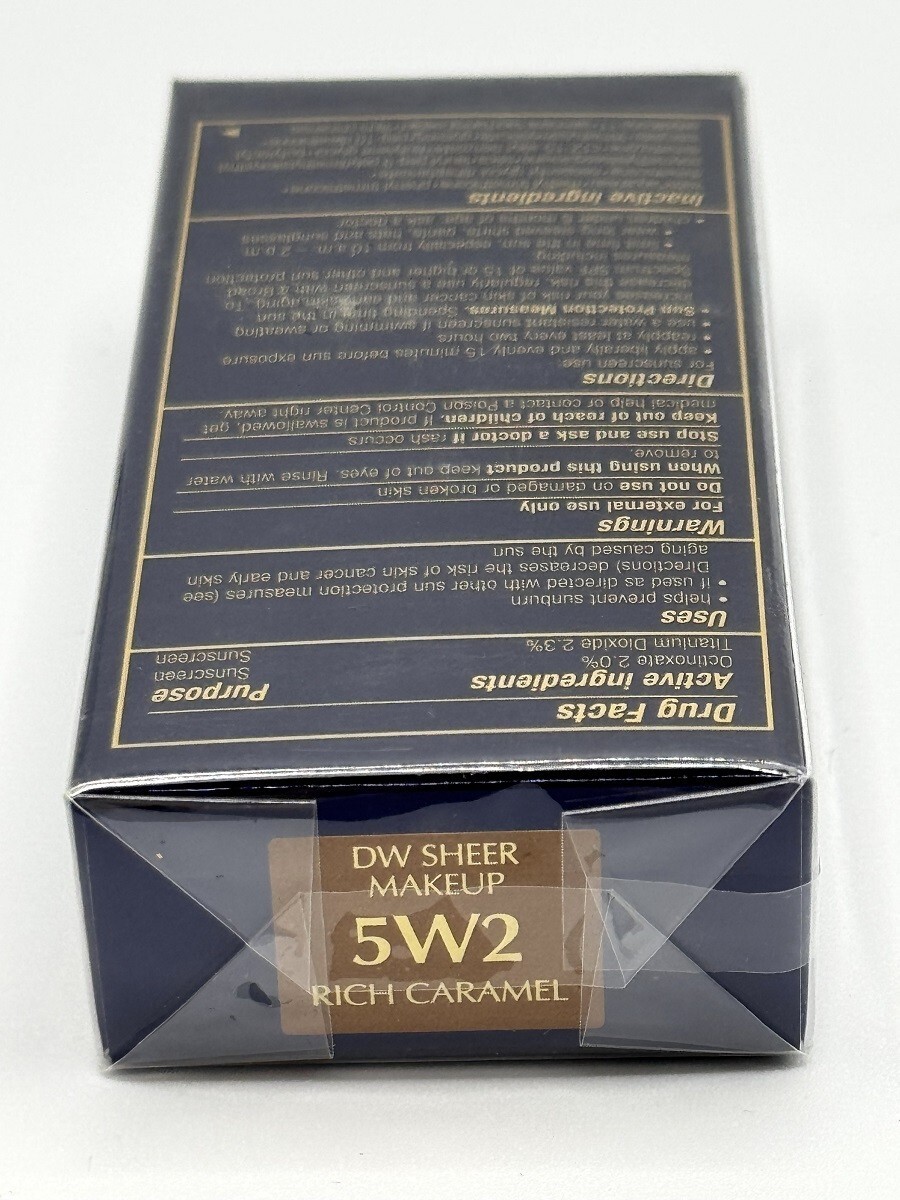 Drug Facts
Active ingredients
Purpose
Octinoxate 2.0%
Sunscreen
Titanium Dioxide 2.3%
Sunscreen
Uses
• helps prevent sunburn
• if used as directed with other sun protection measures (see
Directions) decreases the risk of skin cancer and early skin
aging caused by the sun
Warnings
For external use only
Do not use on damaged or broken skin
When using this product keep out of eyes. Rinse with water
to remove.
Stop use and ask a doctor if rash occurs
Keep out of reach of children. If product is swallowed, get
medical help or contact a Poison Control Center right away.
Directions
For sunscreen use:
• apply liberally and evenly 15 minutes before sun exposure
• reapply at least every two hours
• use a water resistant sunscreen if swimming or sweating
• Sun Protection Measures. Spending time in the sun
increases your risk of skin cancer and early skin aging. To
decrease this risk, regularly use a sunscreen with a Broad
Spectrum SPF value of 15 or higher and other sun protection
measures including:
• limit time in the sun, especially from 10 a.m. – 2 p.m.
• wear long sleeved shirts, pants, hats and sunglasses
• children under 6 months of age, ask a doctor
Inactive ingredients
DW SHEER
MAKEUP
5W2
RICH CARAMEL